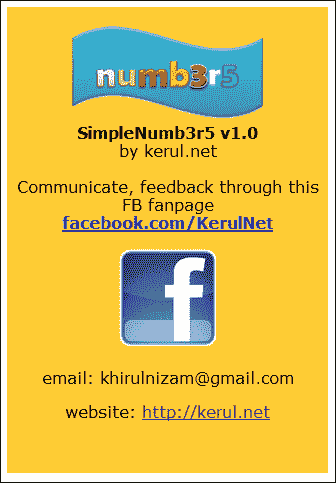 numb3r5
SimpleNumb3r5 v1.0
by kerul.net
Communicate, feedback through this
FB fanpage
facebook.com/KerulNet
f
email: khirulnizam@gmail.com
website: http://kerul.net